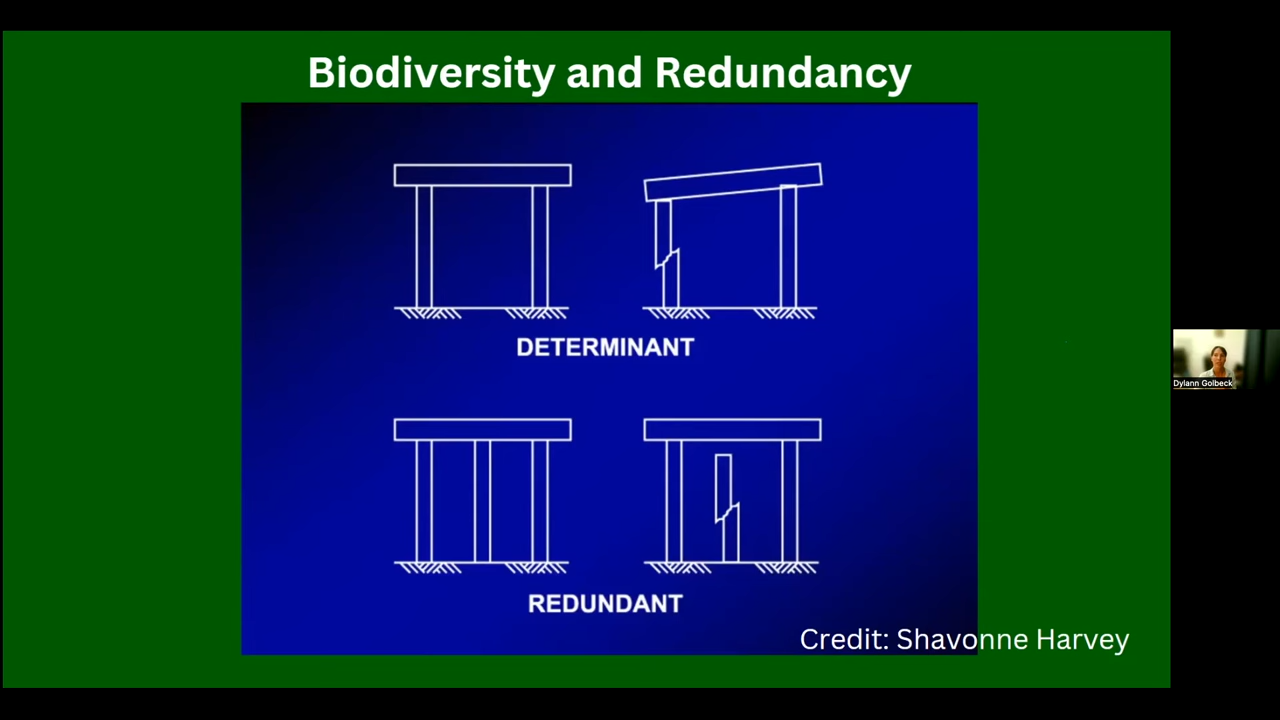 Biodiversity and Redundancy
DETERMINANT
REDUNDANT
Credit: Shavonne Harvey
Dylann Golbeck